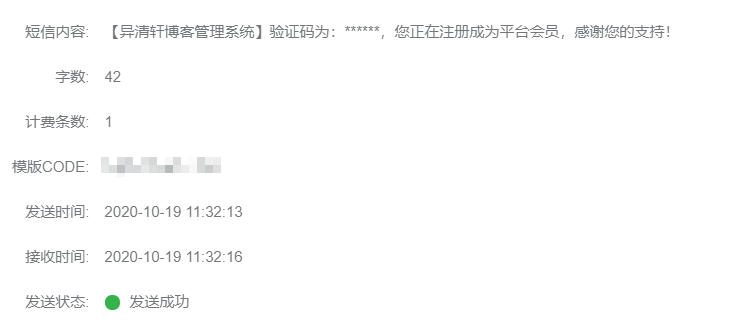 短信内容: 【异清轩博客管理系统】验证码为：******，您正在注册成为平台会员，感谢您的支持！
字数: 42
计费条数: 1
模版CODE:
发送时间: 2020-10-19 11:32:13
接收时间: 2020-10-19 11:32:16
发送状态: 发送成功